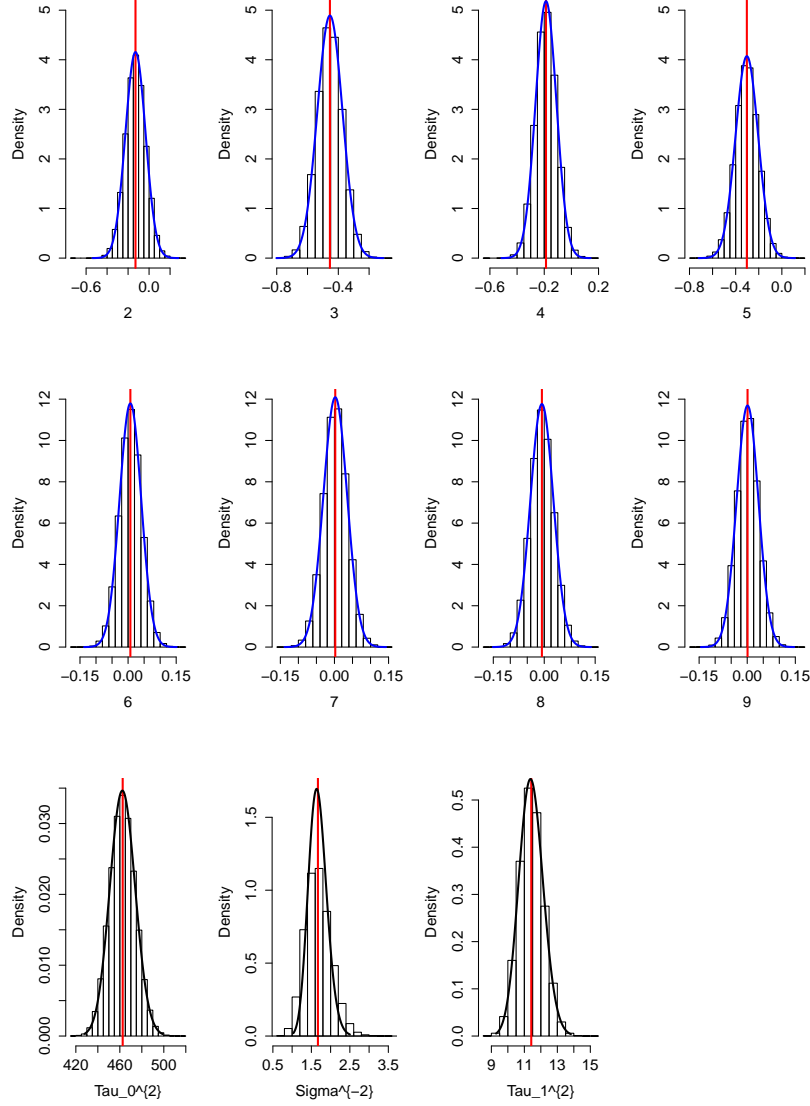 Density
0 1 2 3 4 5
−0.6 0.0
2
Density
0 1 2 3 4 5
−0.8 −0.4
3
Density
0 1 2 3 4 5
−0.6 −0.2 0.2
4
Density
0 1 2 3 4 5
−0.8 −0.4 0.0
5
Density
0 2 4 6 8 10 12
−0.15 0.00 0.15
6
Density
0 2 4 6 8 10 12
−0.15 0.00 0.15
7
Density
0 2 4 6 8 10 12
−0.15 0.00 0.15
8
Density
0 2 4 6 8 10 12
−0.15 0.00 0.15
9
Density
0.000 0.010 0.020 0.030
420 460 500
Tau_0^{2}
Density
0.0 0.5 1.0 1.5
0.5 1.5 2.5 3.5
Sigma^{−2}
Density
0.0 0.1 0.2 0.3 0.4 0.5
9 11 13 15
Tau_1^{2}